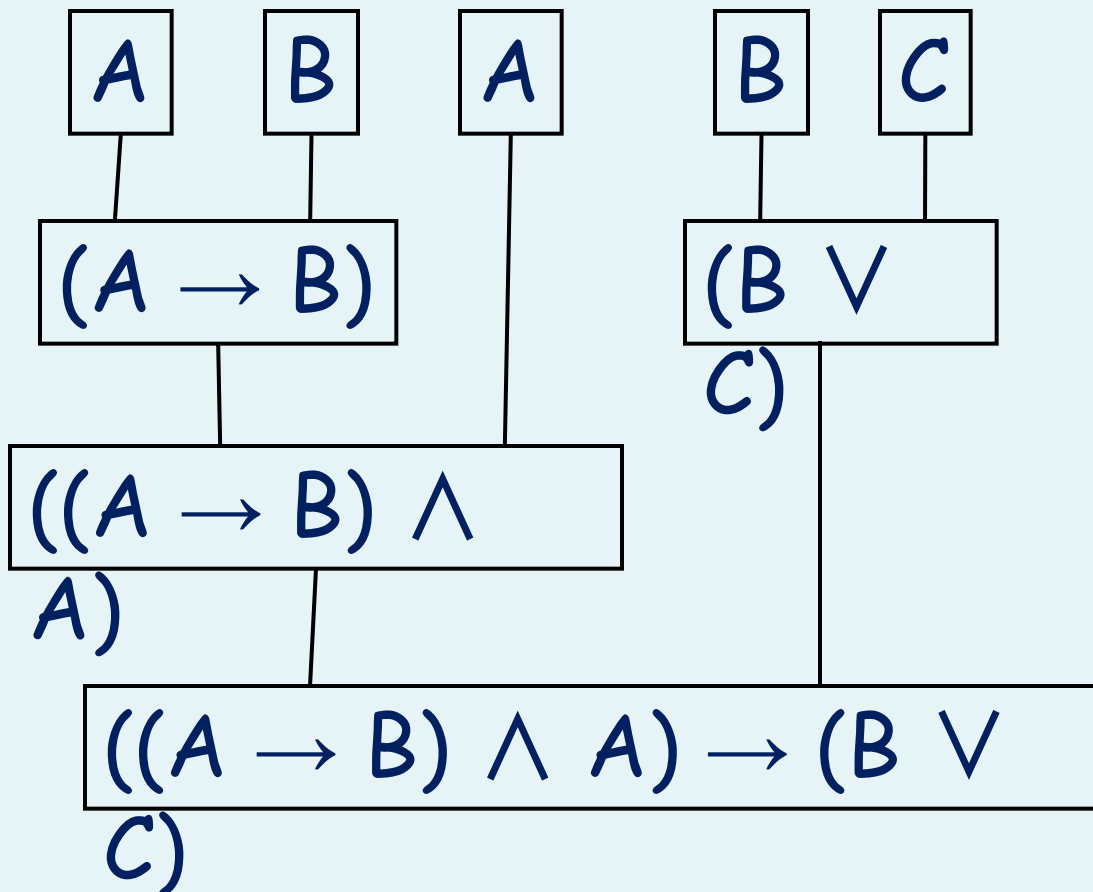 A B A B C
(A → B) (B ∨
C)
((A → B) ∧
A)
((A → B) ∧ A) → (B ∨
C)